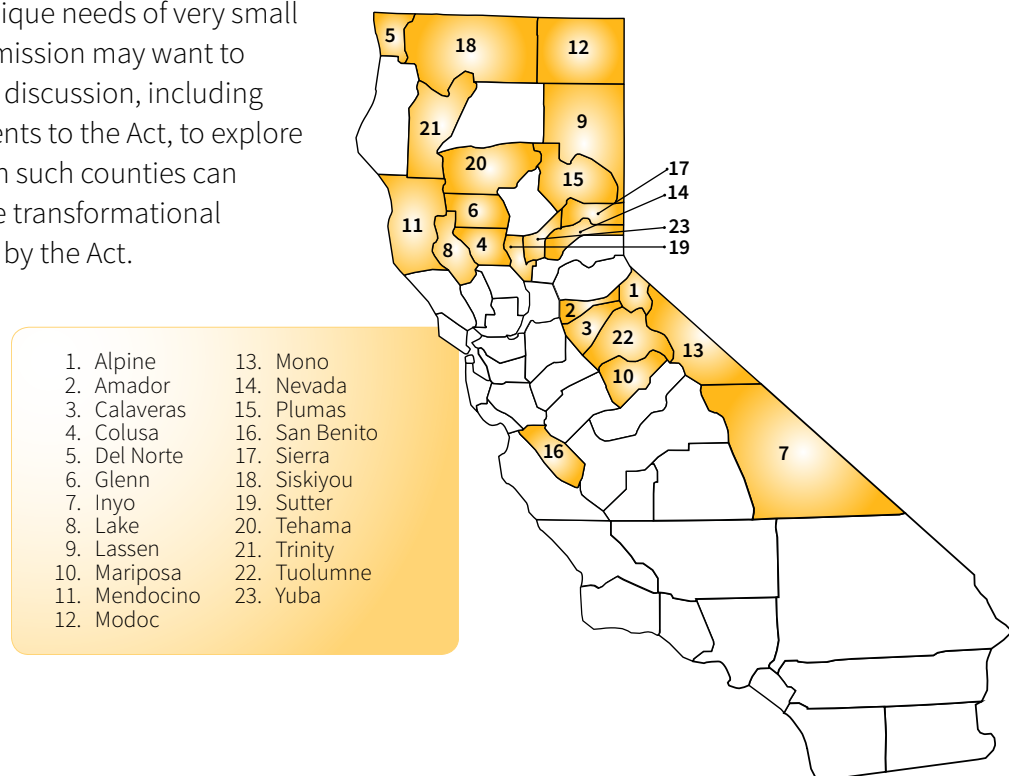 ique needs of very small
mission may want to
discussion, including
ents to the Act, to explore
n such counties can
e transformational
by the Act.
5
18
12
21
9
20
15
17
14
6
11
23
4
8
19
1
2
3
22
13
10
16
7
1. Alpine
2. Amador
3. Calaveras
4. Colusa
5. Del Norte
6. Glenn
7. Inyo
8. Lake
9. Lassen
10. Mariposa
11. Mendocino
12. Modoc
13. Mono
14. Nevada
15. Plumas
16. San Benito
17. Sierra
18. Siskiyou
19. Sutter
20. Tehama
21. Trinity
22. Tuolumne
23. Yuba